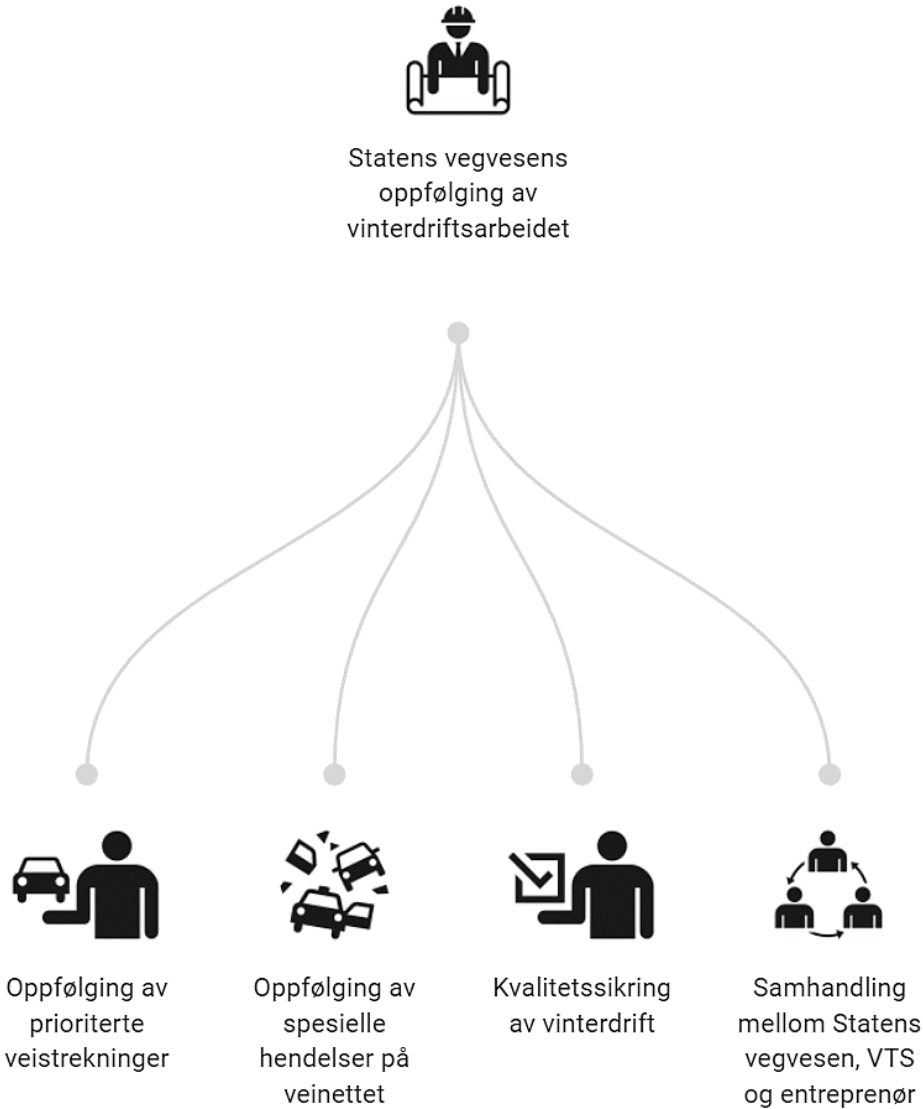 Statens vegvesens
oppfølging av
vinterdriftsarbeidet
Oppfølging av
prioriterte
veistrekninger
Oppfølging av
spesielle
hendelser på
veinettet
Kvalitetssikring
av vinterdrift
Samhandling
mellom Statens
vegvesen, VTS
og entreprenør